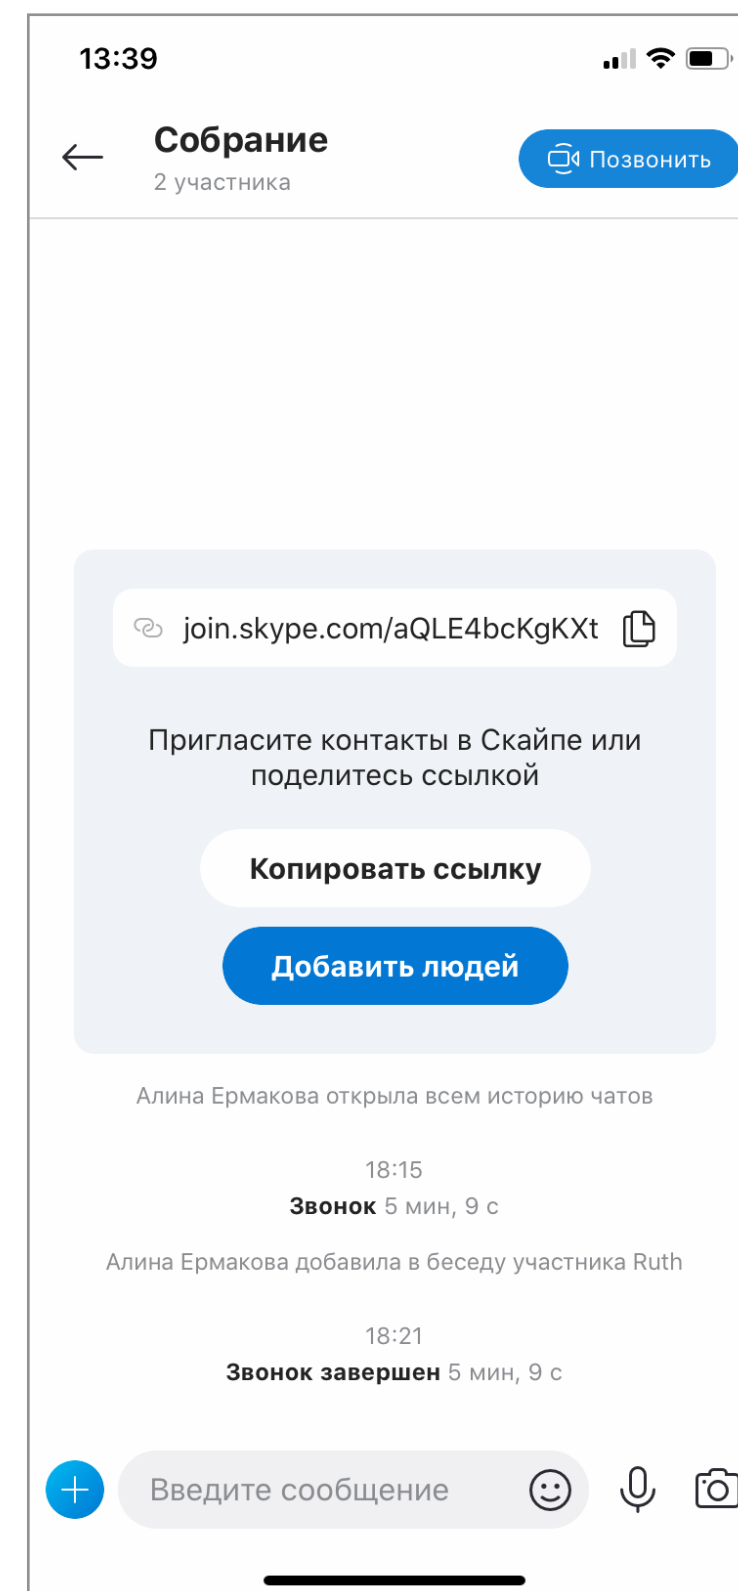 13:39
Собрание
2 участника
Позвонить
join.skype.com/aQLE4bcKgKXt
Пригласите контакты в Скайпе или
поделитесь ссылкой
Копировать ссылку
Добавить людей
Алина Ермакова открыла всем историю чатов
18:15
Звонок 5 мин, 9 с
Алина Ермакова добавила в беседу участника Ruth
18:21
Звонок завершен 5 мин, 9 с
Введите сообщение